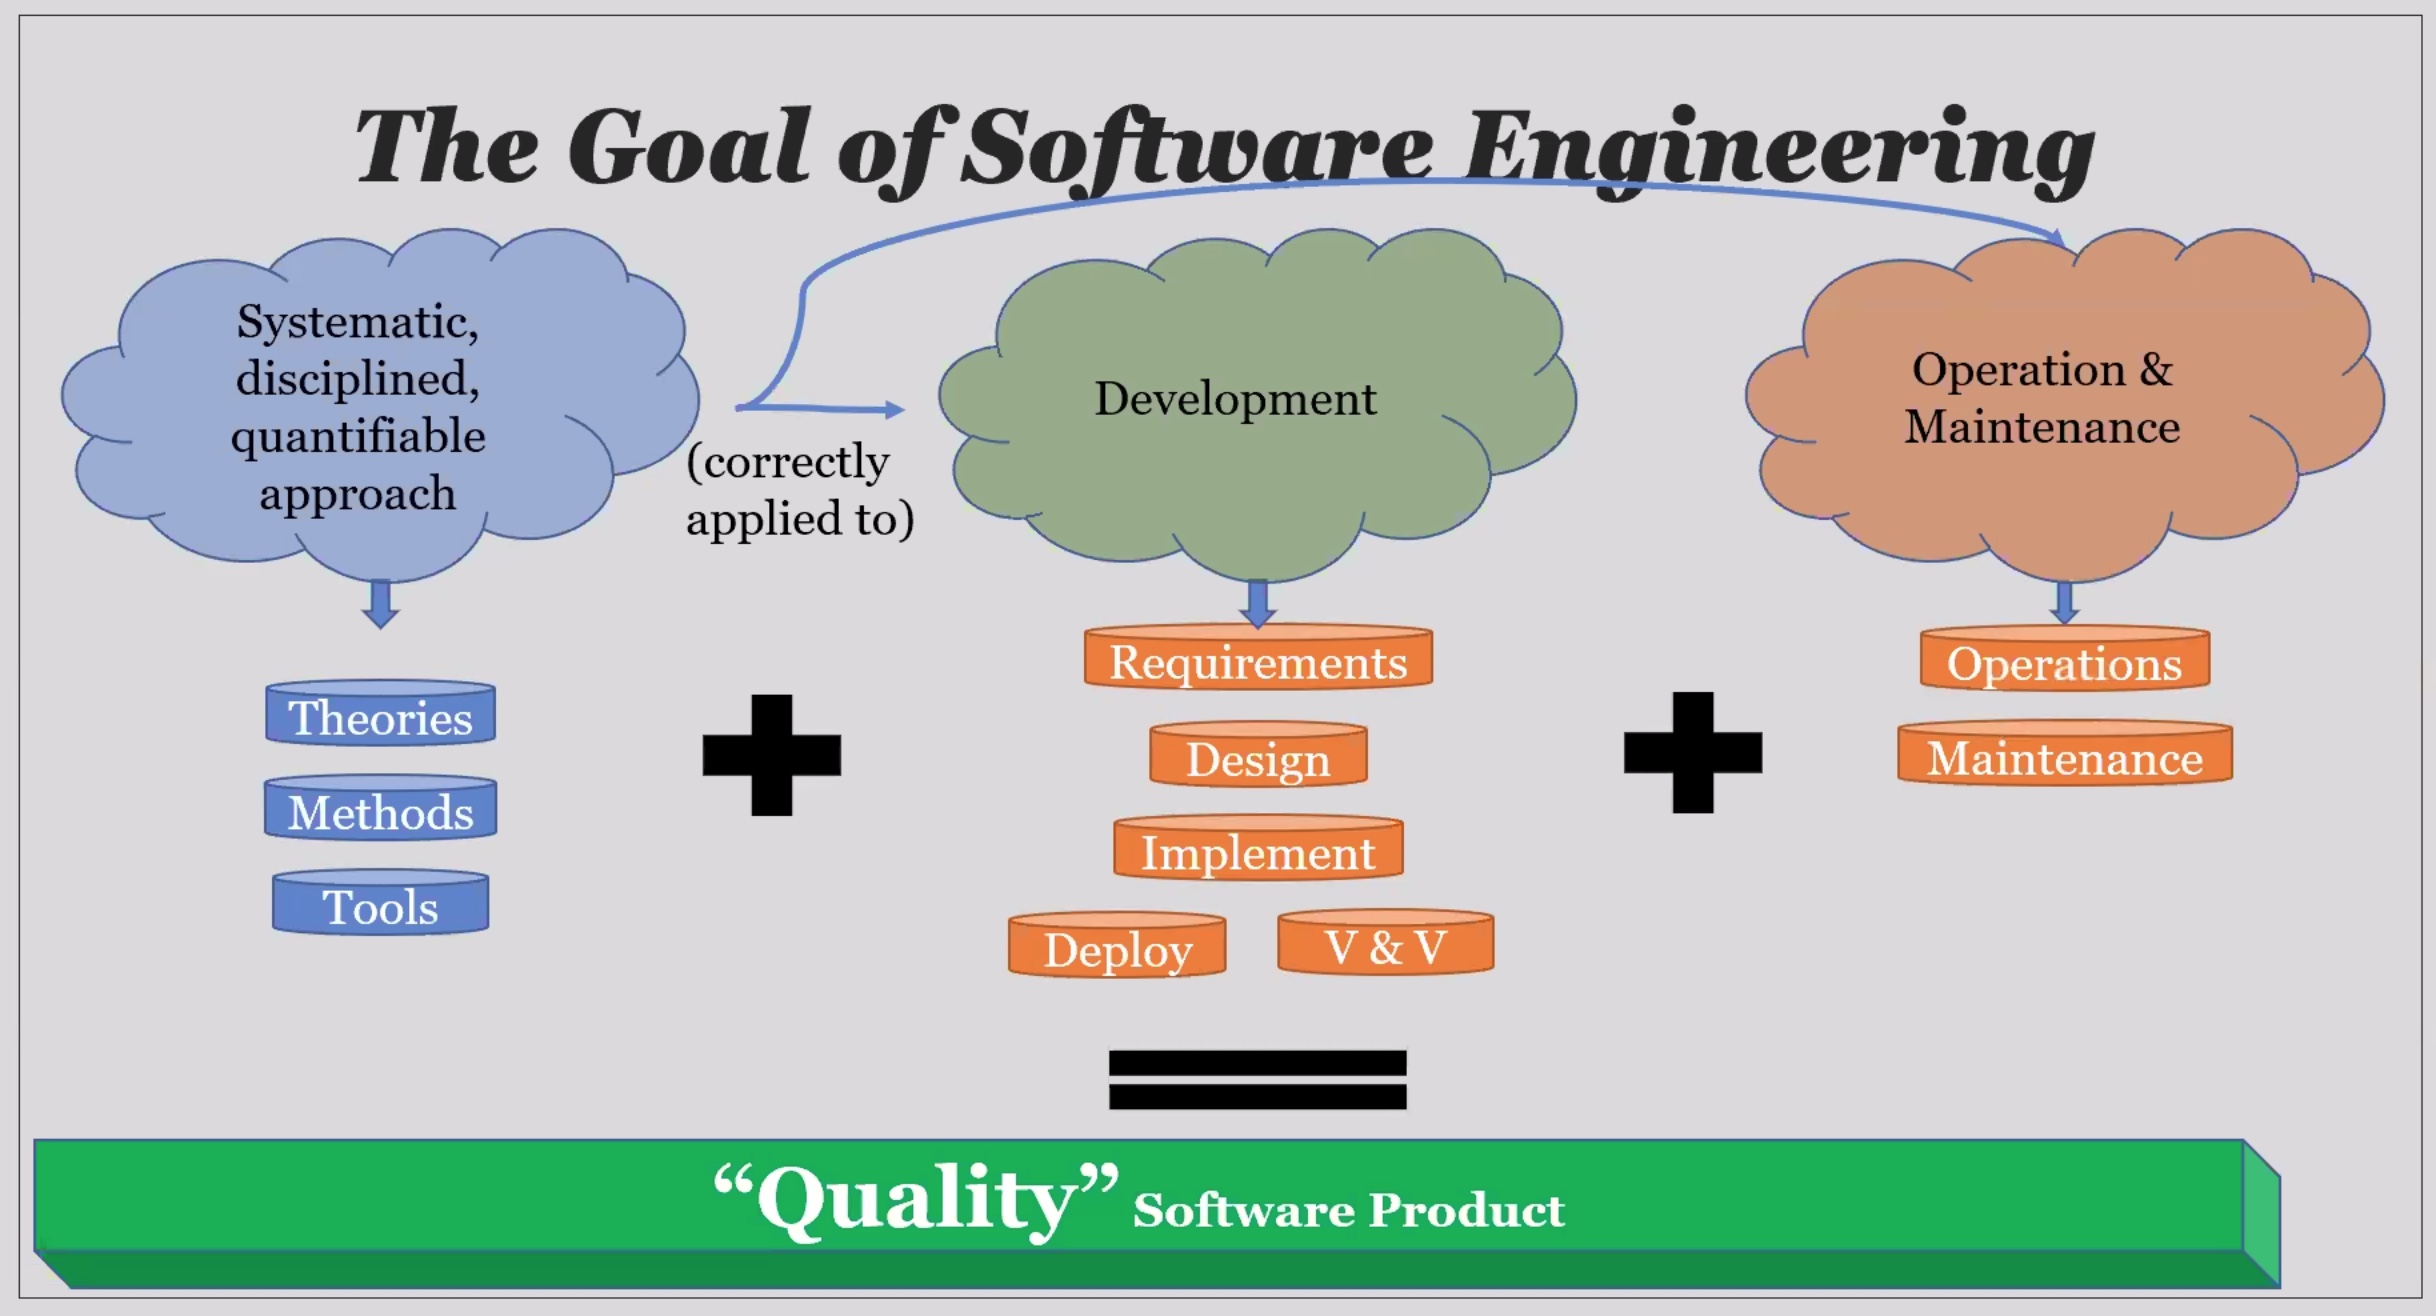 The Goal of Software Engineering
Systematic,
disciplined,
quantifiable
approach
(correctly
applied to)
Development
Operation &
Maintenance
Theories
Methods
Tools
Requirements
Design
Implement
Deploy
V & V
Operations
Maintenance
“Quality” Software Product